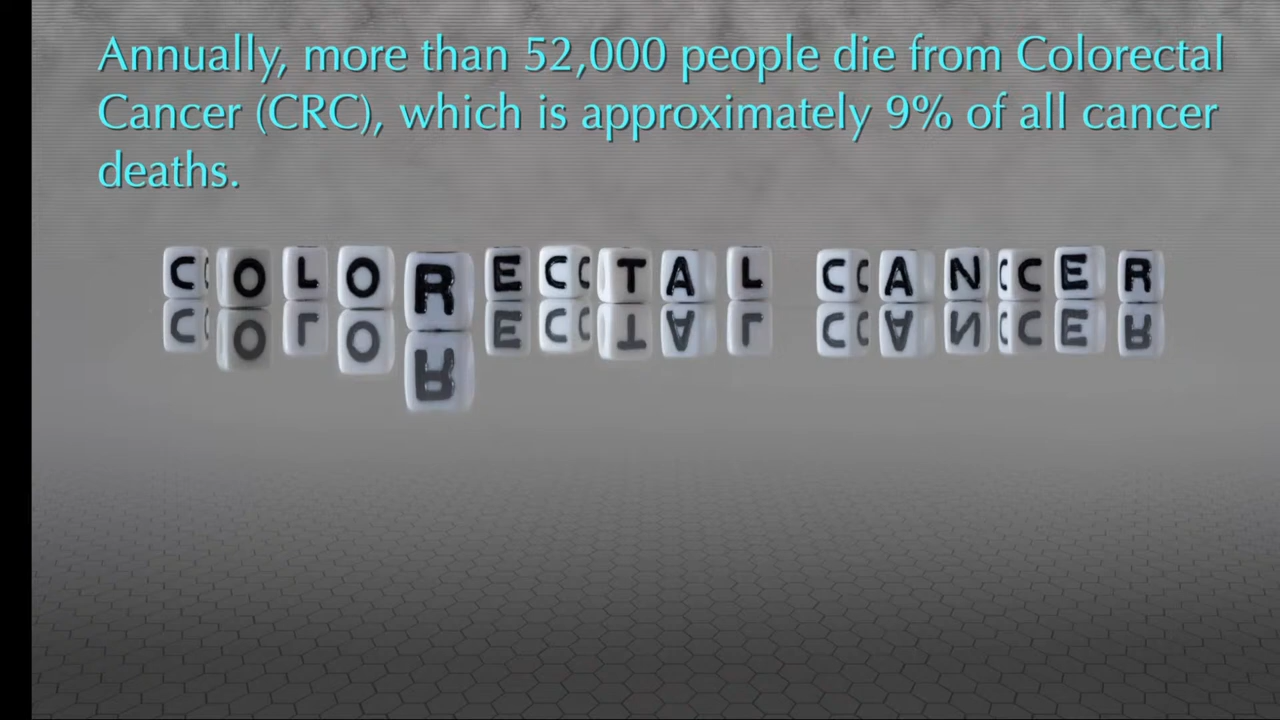 Annually, more than 52,000 people die from Colorectal
Cancer (CRC), which is approximately 9% of all cancer
deaths.
COLORECTAL CANCER